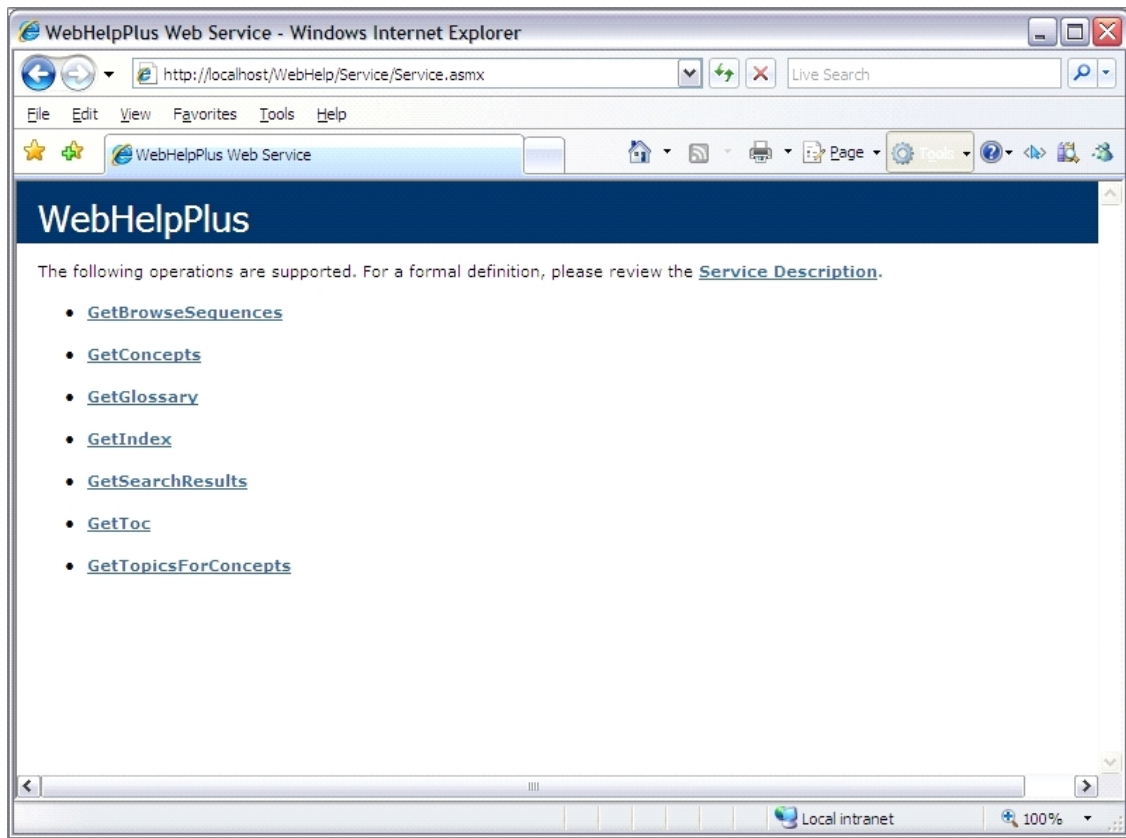 WebHelpPlus Web Service - Windows Internet Explorer
http://localhost/WebHelp/Service/Service.asmx
Live Search
File Edit View Favorites Tools Help
WebHelpPlus Web Service
Page Tools
WebHelpPlus
The following operations are supported. For a formal definition, please review the Service Description.
GetBrowseSequences
GetConcepts
GetGlossary
GetIndex
GetSearchResults
GetToc
GetTopicsForConcepts
Local intranet 100%